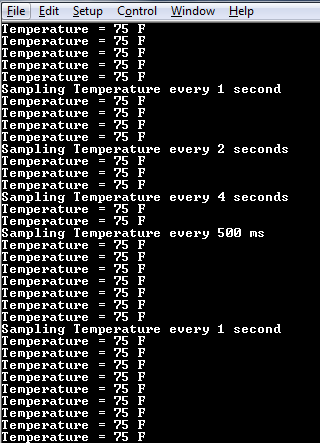 File Edit Setup Control Window Help
Temperature = 75 F
Temperature = 75 F
Temperature = 75 F
Temperature = 75 F
Temperature = 75 F
Sampling Temperature every 1 second
Temperature = 75 F
Temperature = 75 F
Temperature = 75 F
Temperature = 75 F
Sampling Temperature every 2 seconds
Temperature = 75 F
Temperature = 75 F
Temperature = 75 F
Sampling Temperature every 4 seconds
Temperature = 75 F
Temperature = 75 F
Sampling Temperature every 500 ms
Temperature = 75 F
Temperature = 75 F
Temperature = 75 F
Temperature = 75 F
Temperature = 75 F
Temperature = 75 F
Temperature = 75 F
Sampling Temperature every 1 second
Temperature = 75 F
Temperature = 75 F
Temperature = 75 F
Temperature = 75 F
Temperature = 75 F
Temperature = 75 F
Temperature = 75 F
Temperature = 75 F
Temperature = 75 F